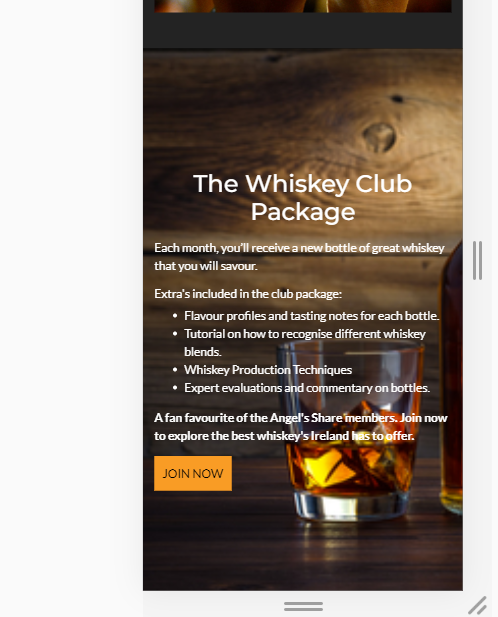 The Whiskey Club
Package
Each month, you'll receive a new bottle of great whiskey
that you will savour.
Extra's included in the club package:
• Flavour profiles and tasting notes for each bottle.
• Tutorial on how to recognise different whiskey
blends.
• Whiskey Production Techniques
• Expert evaluations and commentary on bottles.
A fan favourite of the Angel's Share members. Join now
to explore the best whiskey's Ireland has to offer.
JOIN NOW